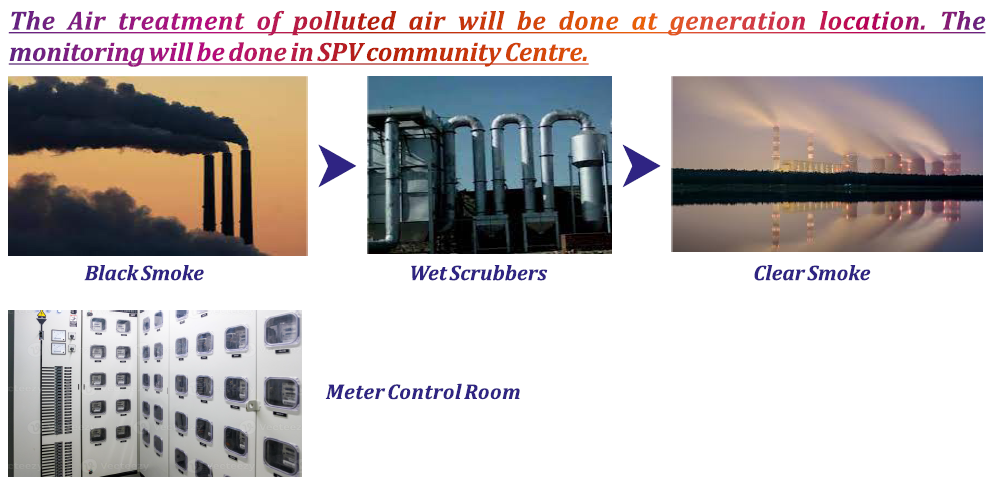 The Air treatment of polluted air will be done at generation location. The
monitoring will be done in SPV community Centre.
Black Smoke
Wet Scrubbers
Clear Smoke
Meter Control Room